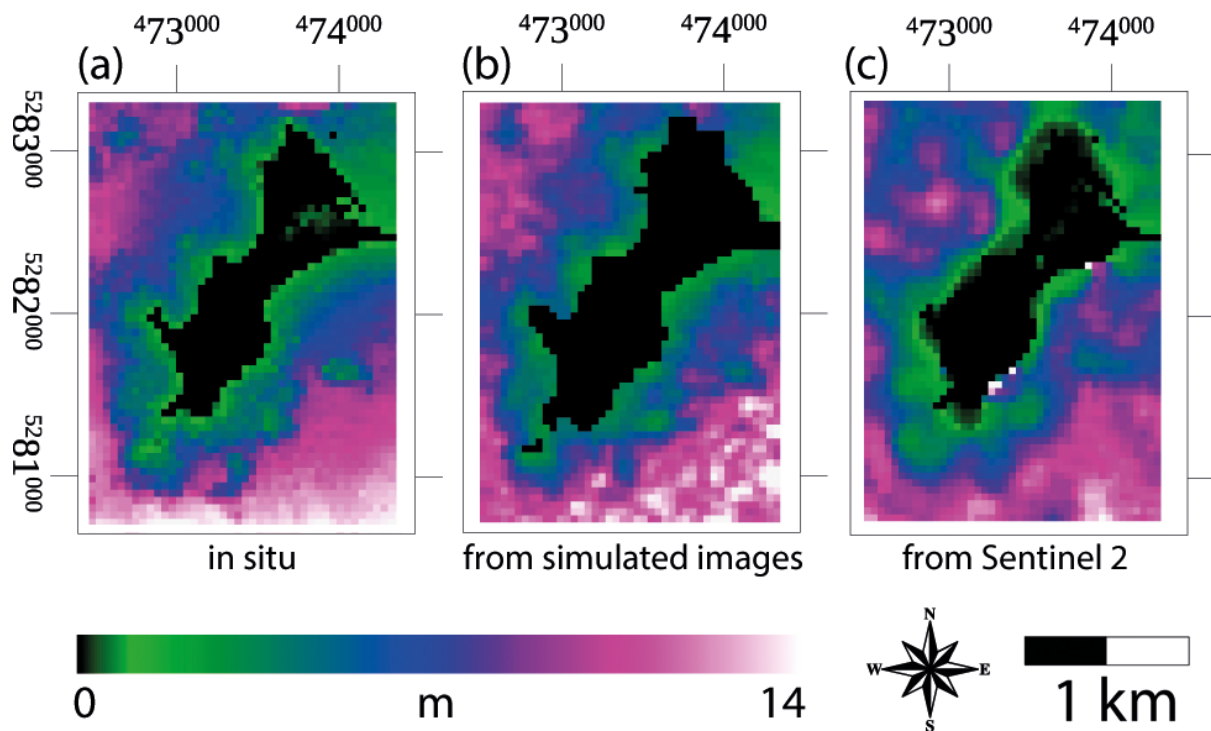 ⁴73⁰⁰⁰ ⁴74⁰⁰⁰ ⁴73⁰⁰⁰ ⁴74⁰⁰⁰ ⁴73⁰⁰⁰ ⁴74⁰⁰⁰
(a) (b) (c)
⁵²83⁰⁰⁰
⁵²82⁰⁰⁰
⁵²81⁰⁰⁰
in situ from simulated images from Sentinel 2
N
W E
S
0 m 14
1 km